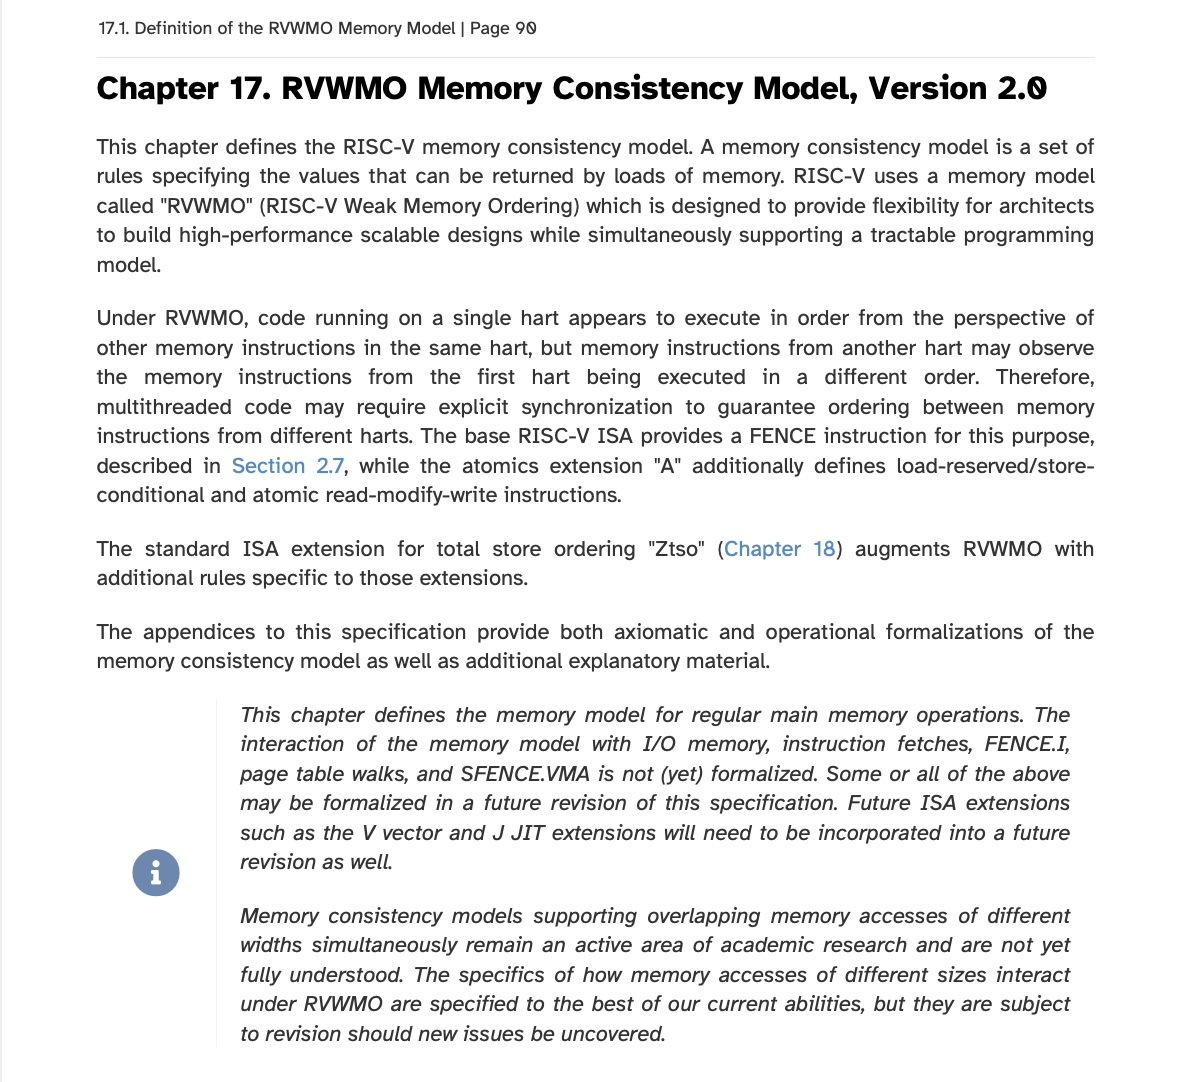 17.1. Definition of the RVWMO Memory Model | Page 90
Chapter 17. RVWMO Memory Consistency Model, Version 2.0
This chapter defines the RISC-V memory consistency model. A memory consistency model is a set of
rules specifying the values that can be returned by loads of memory. RISC-V uses a memory model
called "RVWMO" (RISC-V Weak Memory Ordering) which is designed to provide flexibility for architects
to build high-performance scalable designs while simultaneously supporting a tractable programming
model.
Under RVWMO, code running on a single hart appears to execute in order from the perspective of
other memory instructions in the same hart, but memory instructions from another hart may observe
the memory instructions from the first hart being executed in a different order. Therefore,
multithreaded code may require explicit synchronization to guarantee ordering between memory
instructions from different harts. The base RISC-V ISA provides a FENCE instruction for this purpose,
described in Section 2.7, while the atomics extension "A" additionally defines load-reserved/store-
conditional and atomic read-modify-write instructions.
The standard ISA extension for total store ordering "Ztso" (Chapter 18) augments RVWMO with
additional rules specific to those extensions.
The appendices to this specification provide both axiomatic and operational formalizations of the
memory consistency model as well as additional explanatory material.
This chapter defines the memory model for regular main memory operations. The
interaction of the memory model with I/O memory, instruction fetches, FENCE.I,
page table walks, and SFENCE.VMA is not (yet) formalized. Some or all of the above
may be formalized in a future revision of this specification. Future ISA extensions
such as the V vector and J JIT extensions will need to be incorporated into a future
revision as well.
Memory consistency models supporting overlapping memory accesses of different
widths simultaneously remain an active area of academic research and are not yet
fully understood. The specifics of how memory accesses of different sizes interact
under RVWMO are specified to the best of our current abilities, but they are subject
to revision should new issues be uncovered.